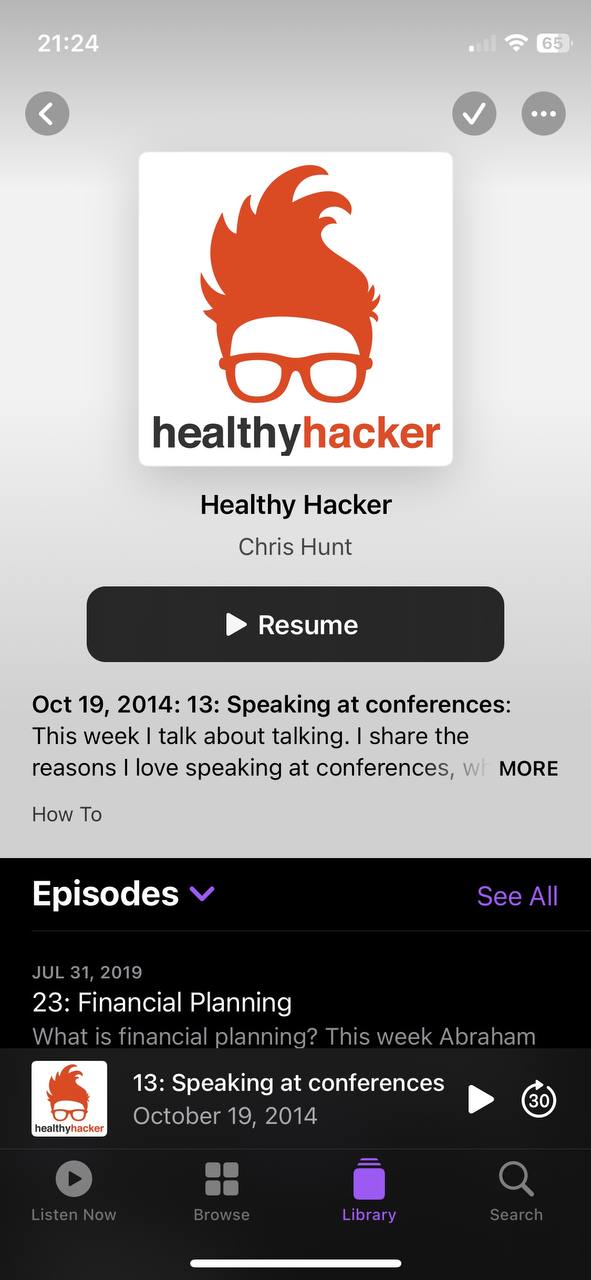 21:24
65
healthyhacker
Healthy Hacker
Chris Hunt
Resume
Oct 19, 2014: 13: Speaking at conferences:
This week I talk about talking. I share the
reasons I love speaking at conferences, MORE
How To
Episodes
See All
JUL 31, 2019
23: Financial Planning
What is financial planning? This week Abraham
healthyhacker
13: Speaking at conferences
October 19, 2014
30
Listen Now
Browse
Library
Search